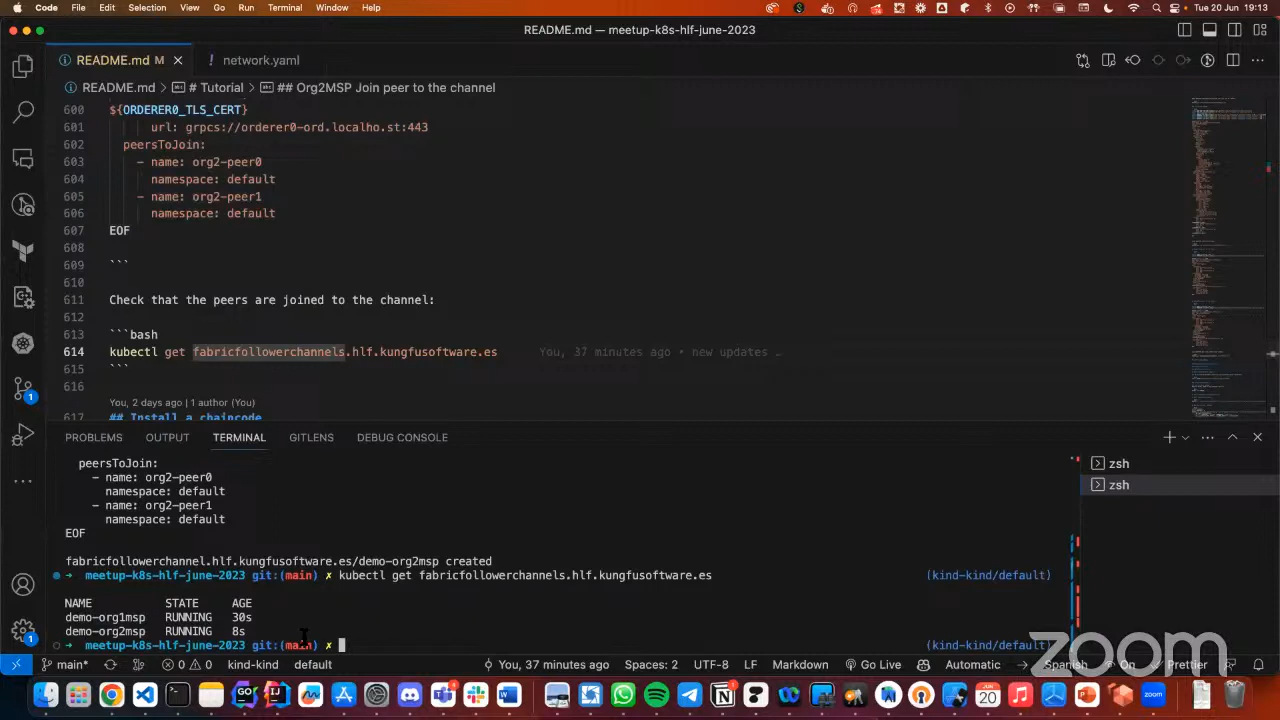 Code File Edit Selection View Go Run Terminal Window Help Tue 20 Jun 19:13
README.md — meetup-k8s-hlf-june-2023
README.md M network.yaml
README.md > # Tutorial > ## Org2MSP Join peer to the channel
600 ${ORDERER0_TLS_CERT}
601 url: grpcs://orderer0-ord.localho.st:443
602 peersToJoin:
603 - name: org2-peer0
604 namespace: default
605 - name: org2-peer1
606 namespace: default
607 EOF
608
609 ```
610
611 Check that the peers are joined to the channel:
612
613 ```bash
614 kubectl get fabricfollowerchannels.hlf.kungfusoftware.es You, 37 minutes ago • new updates …
615 ```
616
You, 2 days ago | 1 author (You)
617 ## Install a chaincode
PROBLEMS OUTPUT TERMINAL GITLENS DEBUG CONSOLE
peersToJoin:
- name: org2-peer0
namespace: default
- name: org2-peer1
namespace: default
EOF
fabricfollowerchannel.hlf.kungfusoftware.es/demo-org2msp created
➜ meetup-k8s-hlf-june-2023 git:(main) ✗ kubectl get fabricfollowerchannels.hlf.kungfusoftware.es (kind-kind/default)
NAME STATE AGE
demo-org1msp RUNNING 30s
demo-org2msp RUNNING 8s
➜ meetup-k8s-hlf-june-2023 git:(main) ✗ (kind-kind/default)
zsh
zsh
main* 0 0 kind-kind default You, 37 minutes ago Spaces: 2 UTF-8 LF Markdown Go Live Automatic → Spanish On Prettier
zoom